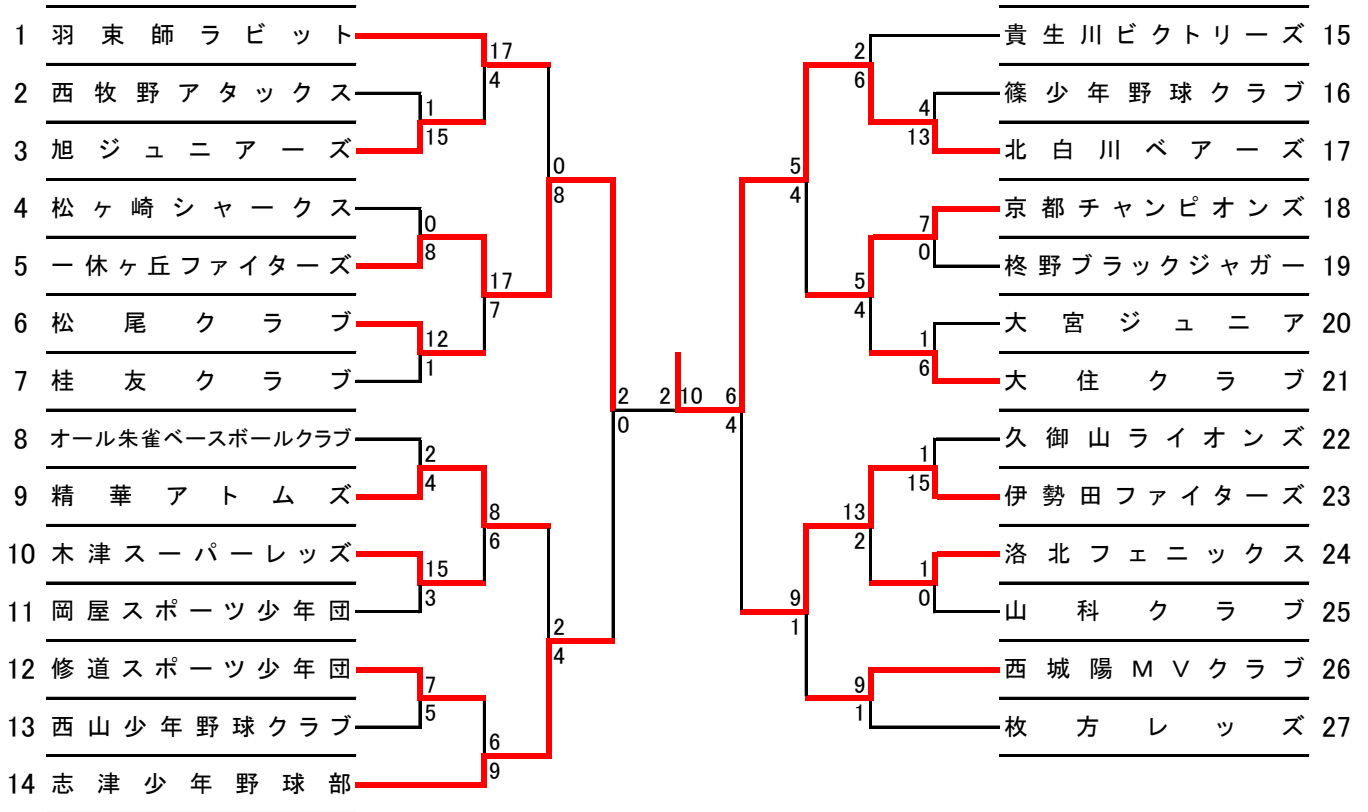 1 羽束師ラビット
2 西牧野アタックス
3 旭ジュニアーズ
4 松ヶ崎シャークス
5 一休ヶ丘ファイターズ
6 松尾クラブ
7 桂友クラブ
8 オール朱雀ベースボールクラブ
9 精華アトムズ
10 木津スーパーレッズ
11 岡屋スポーツ少年団
12 修道スポーツ少年団
13 西山少年野球クラブ
14 志津少年野球部
17
4
1
15
0
8
0
8
17
7
12
1
2
4
8
6
15
3
2
4
7
5
6
9
2
0
2
10
6
4
2
6
4
13
5
4
7
0
5
4
1
6
1
15
13
2
1
0
9
1
9
1
貴生川ビクトリーズ 15
篠少年野球クラブ 16
北白川ベアーズ 17
京都チャンピオンズ 18
柊野ブラックジャガー 19
大宮ジュニア 20
大住クラブ 21
久御山ライオンズ 22
伊勢田ファイターズ 23
洛北フェニックス 24
山科クラブ 25
西城陽MVクラブ 26
枚方レッズ 27